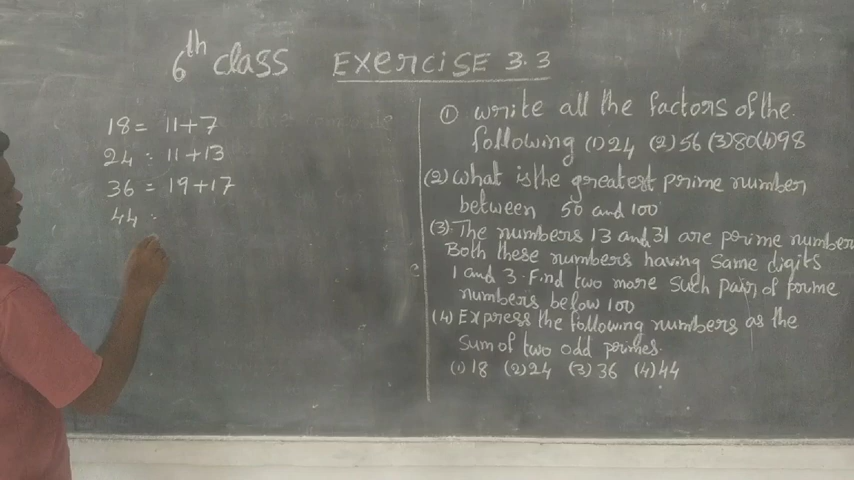 6th class EXERCISE 3.3
18 = 11+7
24 = 11+13
36 = 19+17
44 =
(1) write all the factors of the.
following (1) 24 (2) 56 (3) 80 (4) 98
(2) what is the greatest prime number
between 50 and 100
(3). The numbers 13 and 31 are prime number
Both these numbers having same digits
1 and 3. Find two more such pair of prime
numbers below 100
(4) Express the following numbers as the
sum of two odd primes.
(1) 18 (2) 24 (3) 36 (4) 44